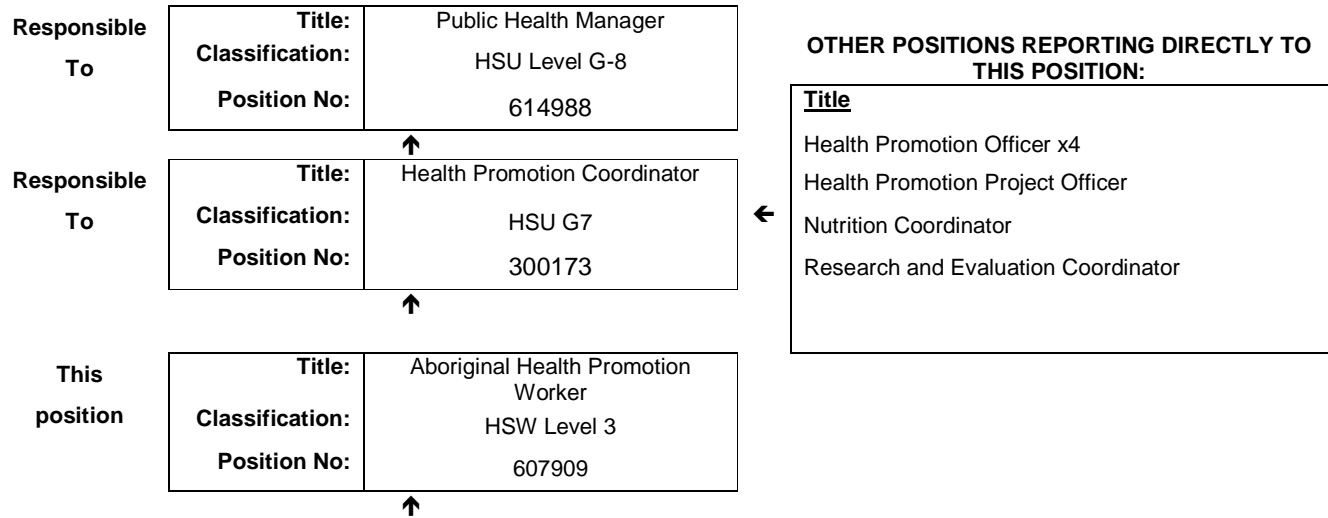 Responsible
To
Title:
Public Health Manager
Classification:
HSU Level G-8
Position No:
614988
OTHER POSITIONS REPORTING DIRECTLY TO
THIS POSITION:
Title
Health Promotion Officer x4
Health Promotion Project Officer
Nutrition Coordinator
Research and Evaluation Coordinator
Responsible
To
Title:
Health Promotion Coordinator
Classification:
HSU G7
Position No:
300173
This
position
Title:
Aboriginal Health Promotion
Worker
Classification:
HSW Level 3
Position No:
607909